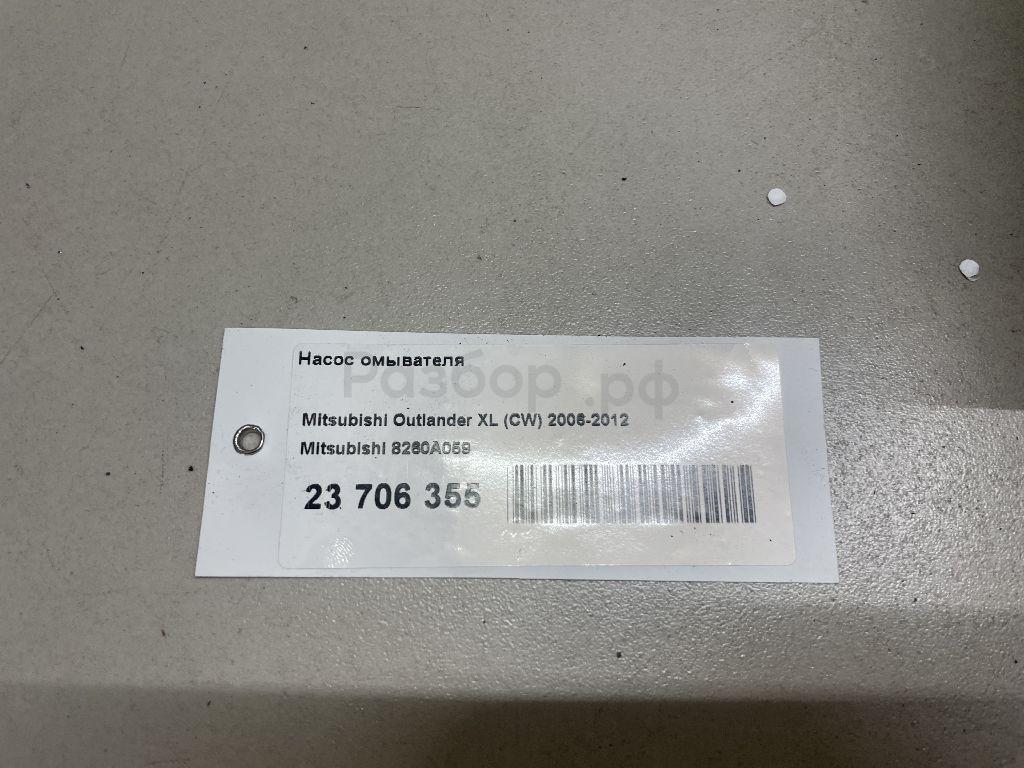 Насос омывателя
Разбор.рф
Mitsubishi Outlander XL (CW) 2006-2012
Mitsubishi 8260A059
23 706 355